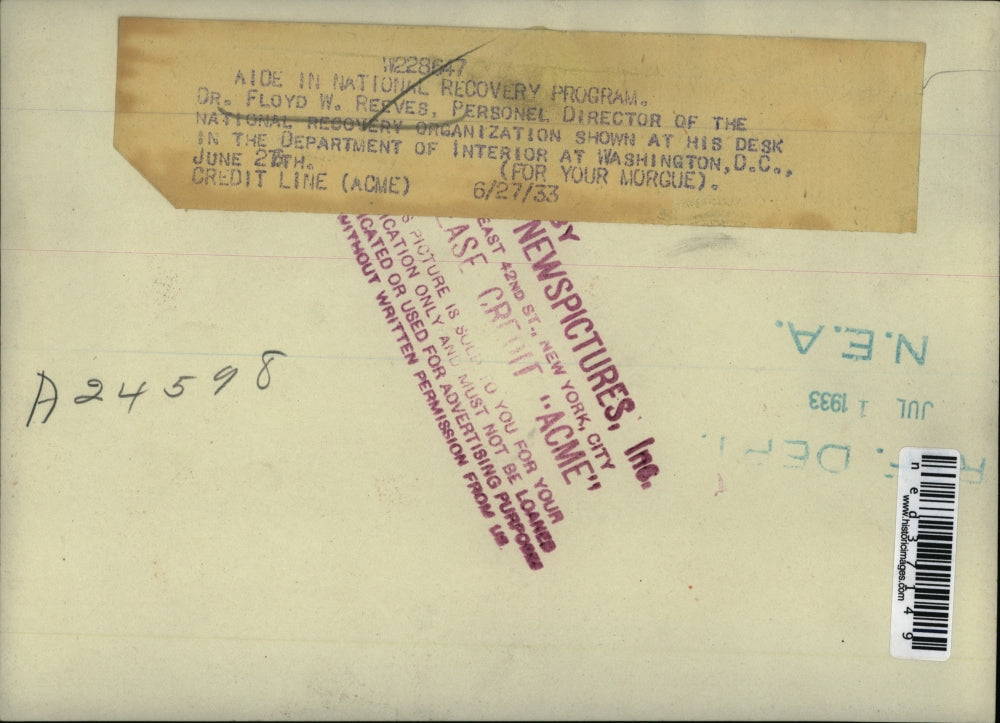 W228647
AIDE IN NATIONAL RECOVERY PROGRAM.
DR. FLOYD W. REEVES, PERSONEL DIRECTOR OF THE
NATIONAL RECOVERY ORGANIZATION SHOWN AT HIS DESK
IN THE DEPARTMENT OF INTERIOR AT WASHINGTON, D.C.,
JUNE 27TH. (FOR YOUR MORGUE).
CREDIT LINE (ACME) 6/27/33
BY
NEWSPICTURES, INC.
EAST 42ND ST., NEW YORK, CITY
CREDIT "ACME"
PICTURE IS SOLD TO YOU FOR YOUR
ONLY AND MUST NOT BE LOANED
OR USED FOR ADVERTISING PURPOSES
WITHOUT WRITTEN PERMISSION FROM US.
A24598
N.E.A.
JUL 1 1933
DEPT.
ned37149
www.historicimages.com